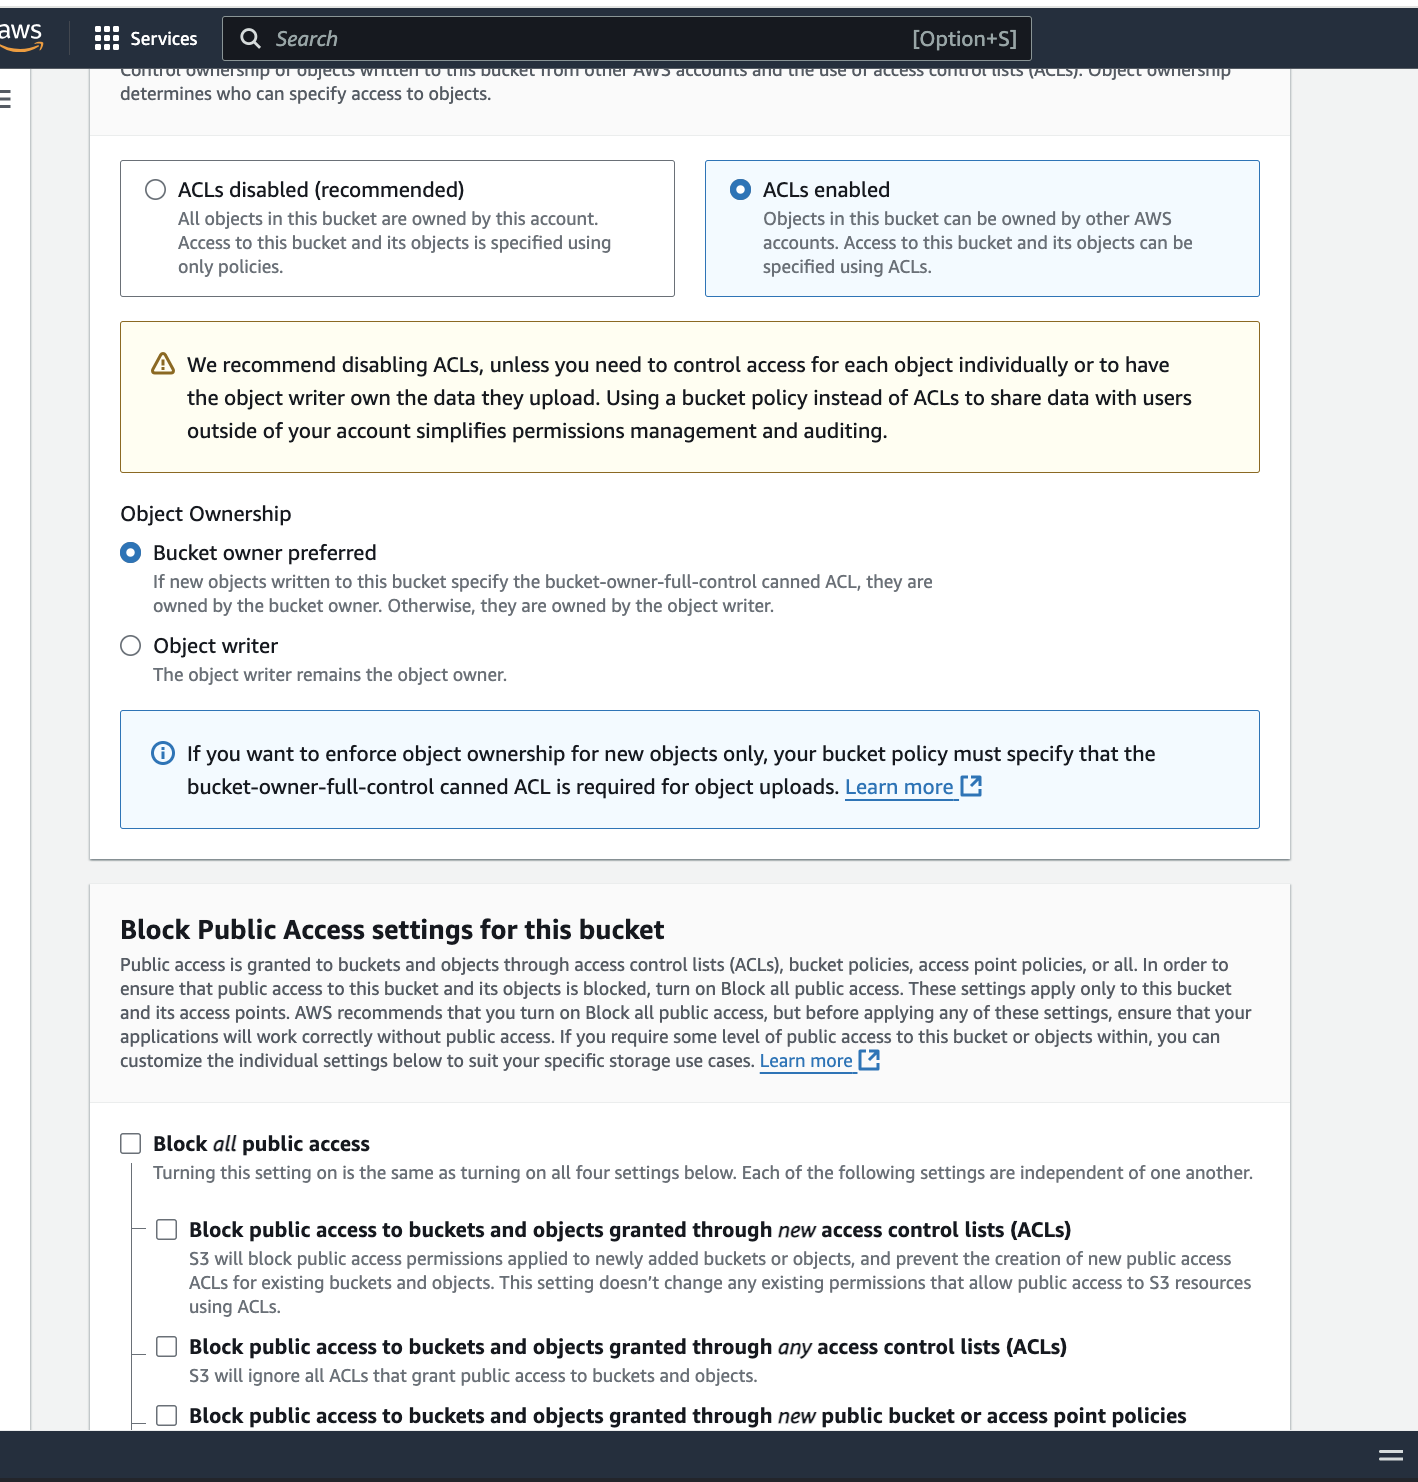 aws
Services
Search
[Option+S]
Control ownership of objects written to this bucket from other AWS accounts and the use of access control lists (ACLs). Object ownership
determines who can specify access to objects.
ACLs disabled (recommended)
All objects in this bucket are owned by this account.
Access to this bucket and its objects is specified using
only policies.
ACLs enabled
Objects in this bucket can be owned by other AWS
accounts. Access to this bucket and its objects can be
specified using ACLs.
We recommend disabling ACLs, unless you need to control access for each object individually or to have
the object writer own the data they upload. Using a bucket policy instead of ACLs to share data with users
outside of your account simplifies permissions management and auditing.
Object Ownership
Bucket owner preferred
If new objects written to this bucket specify the bucket-owner-full-control canned ACL, they are
owned by the bucket owner. Otherwise, they are owned by the object writer.
Object writer
The object writer remains the object owner.
If you want to enforce object ownership for new objects only, your bucket policy must specify that the
bucket-owner-full-control canned ACL is required for object uploads. Learn more
Block Public Access settings for this bucket
Public access is granted to buckets and objects through access control lists (ACLs), bucket policies, access point policies, or all. In order to
ensure that public access to this bucket and its objects is blocked, turn on Block all public access. These settings apply only to this bucket
and its access points. AWS recommends that you turn on Block all public access, but before applying any of these settings, ensure that your
applications will work correctly without public access. If you require some level of public access to this bucket or objects within, you can
customize the individual settings below to suit your specific storage use cases. Learn more
Block all public access
Turning this setting on is the same as turning on all four settings below. Each of the following settings are independent of one another.
Block public access to buckets and objects granted through new access control lists (ACLs)
S3 will block public access permissions applied to newly added buckets or objects, and prevent the creation of new public access
ACLs for existing buckets and objects. This setting doesn’t change any existing permissions that allow public access to S3 resources
using ACLs.
Block public access to buckets and objects granted through any access control lists (ACLs)
S3 will ignore all ACLs that grant public access to buckets and objects.
Block public access to buckets and objects granted through new public bucket or access point policies